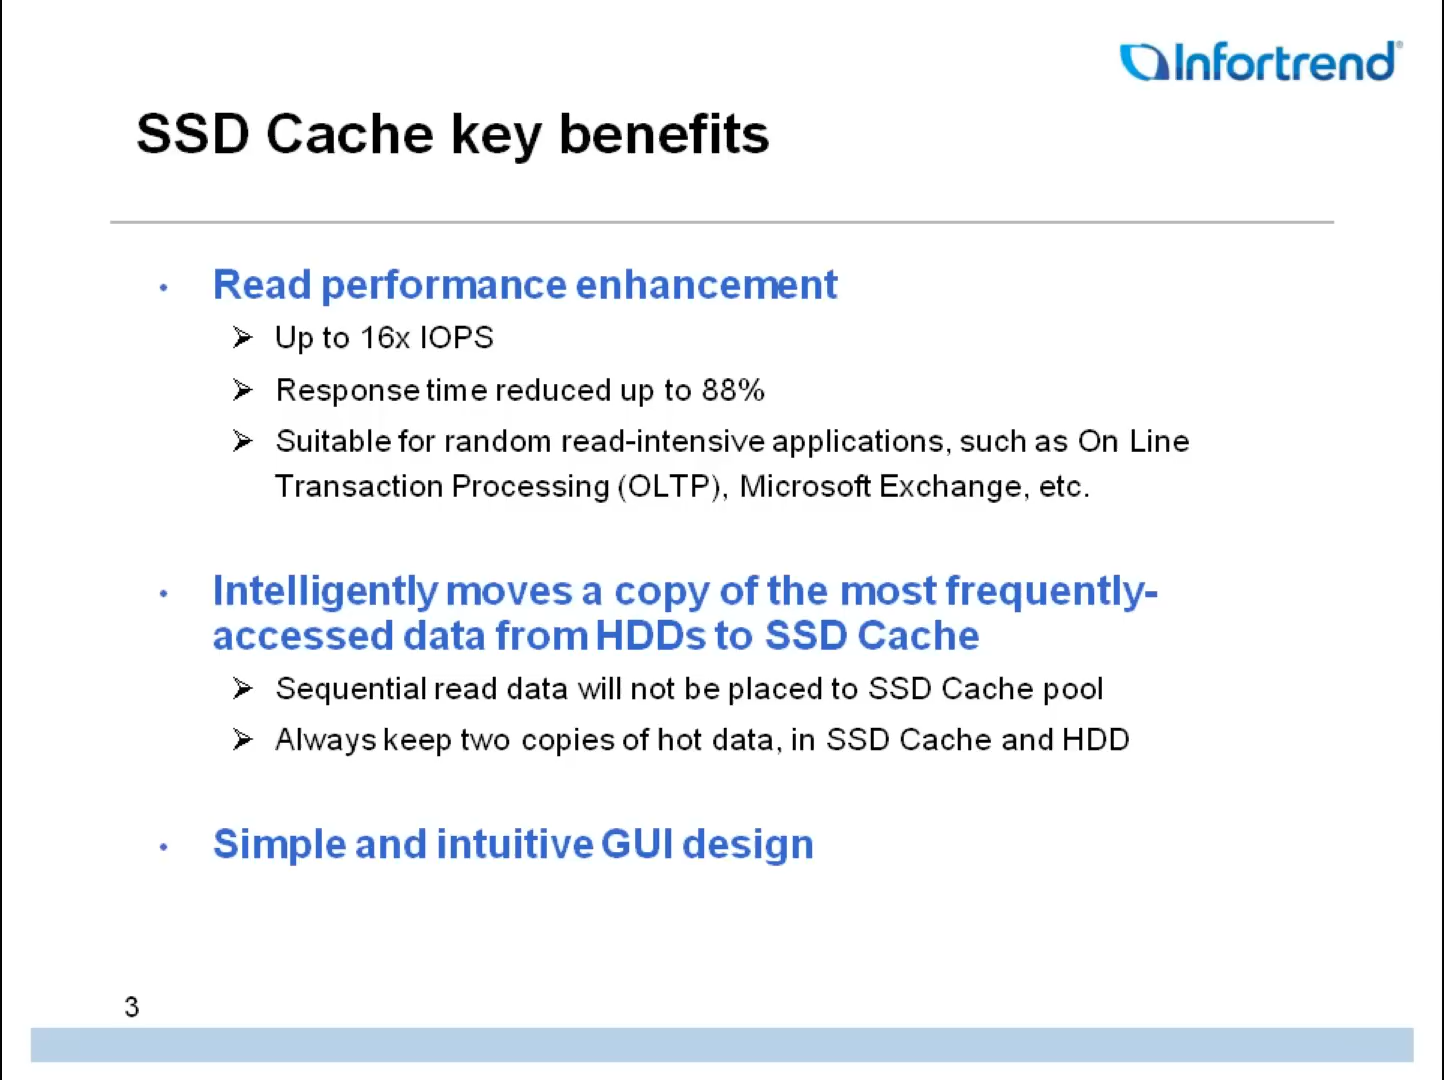 Infortrend®
SSD Cache key benefits
• Read performance enhancement
➢ Up to 16x IOPS
➢ Response time reduced up to 88%
➢ Suitable for random read-intensive applications, such as On Line
Transaction Processing (OLTP), Microsoft Exchange, etc.
• Intelligently moves a copy of the most frequently-
accessed data from HDDs to SSD Cache
➢ Sequential read data will not be placed to SSD Cache pool
➢ Always keep two copies of hot data, in SSD Cache and HDD
• Simple and intuitive GUI design
3